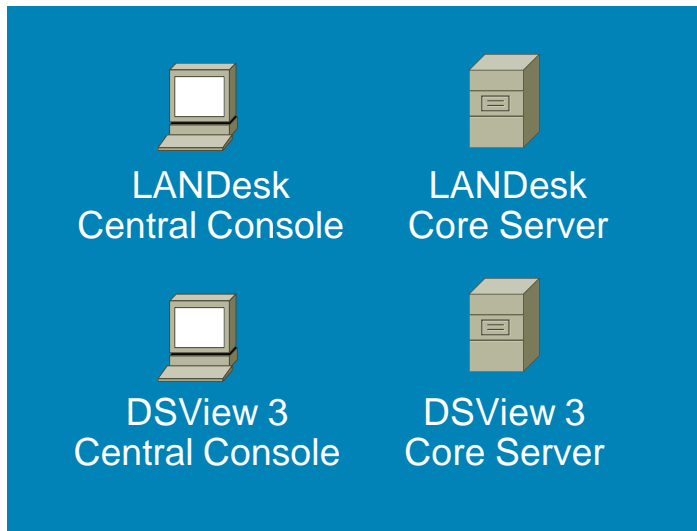 LANDesk
Central Console
LANDesk
Core Server
DSView 3
Central Console
DSView 3
Core Server